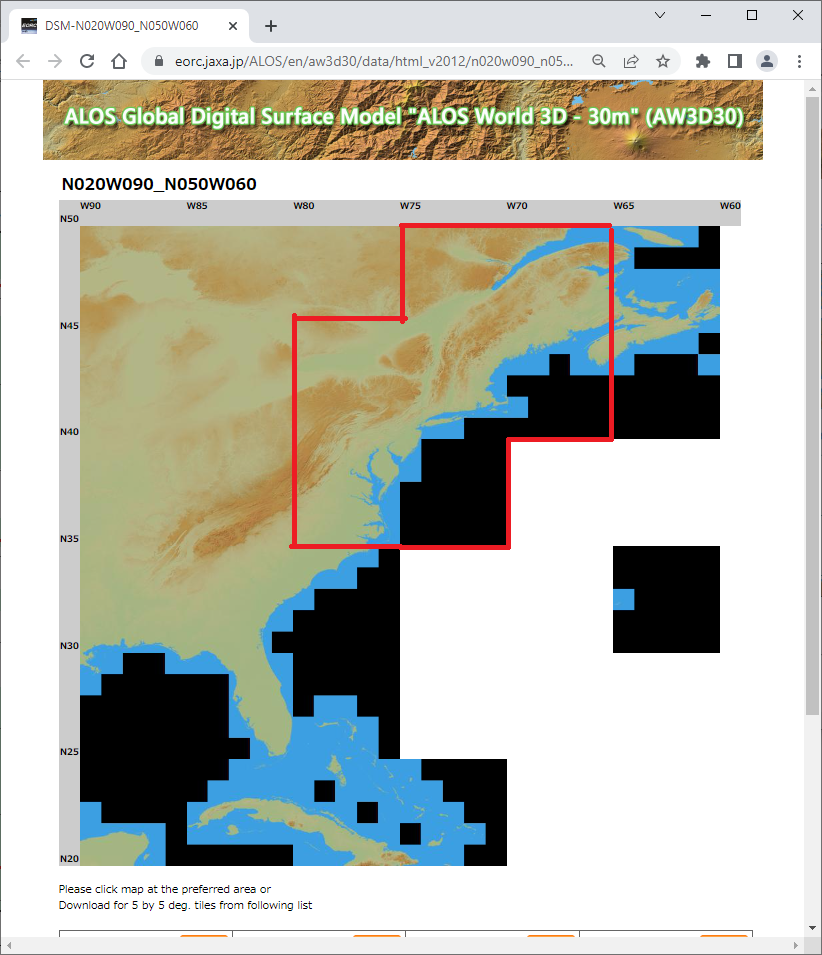 DSM-N020W090_N050W060
eorc.jaxa.jp/ALOS/en/aw3d30/data/html_v2012/n020w090_n05...
ALOS Global Digital Surface Model "ALOS World 3D - 30m" (AW3D30)
N020W090_N050W060
W90 W85 W80 W75 W70 W65 W60
N50
N45
N40
N35
N30
N25
N20
Please click map at the preferred area or
Download for 5 by 5 deg. tiles from following list